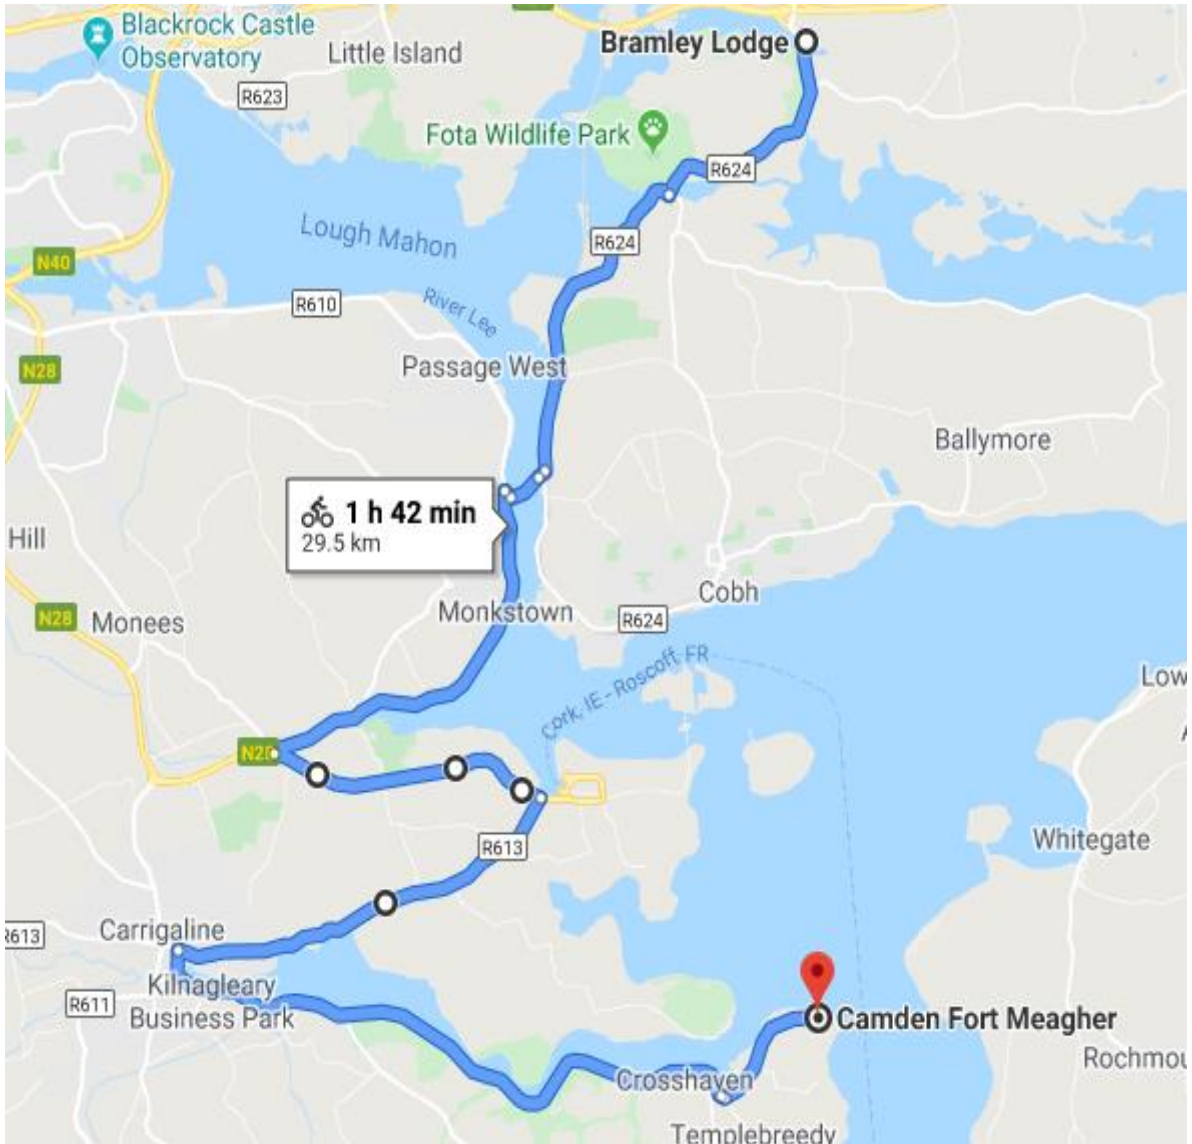 Blackrock Castle
Observatory
Little Island
Bramley Lodge
R623
Fota Wildlife Park
R624
R624
Lough Mahon
N40
R610
River Lee
N28
Passage West
Ballymore
1 h 42 min
29.5 km
Hill
Cobh
N28
Monees
Monkstown
R624
Cork, IE - Roscoff, FR
Low
Whitegate
R613
Carrigaline
R613
Kilnagleary
Business Park
R611
Camden Fort Meagher
Rochmou
Crosshaven
Templebreedy